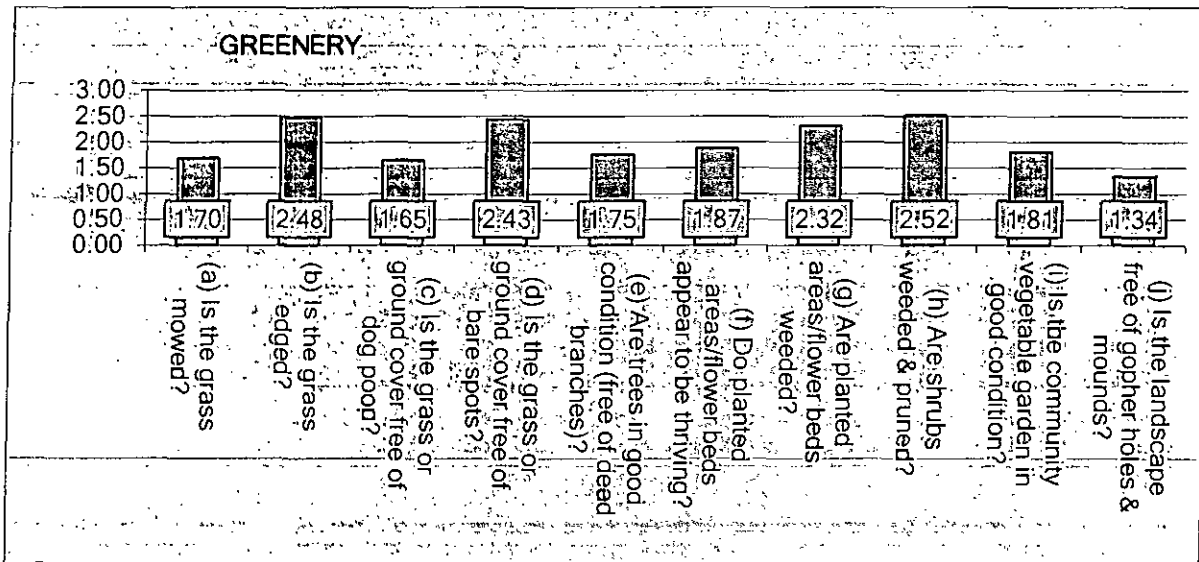 GREENERY
3.00
2.50
2.00
1.50
1.00
0.50
0.00
1.70
2.48
1.65
2.43
1.75
1.87
2.32
2.52
1.81
1.34
(a) Is the grass
mowed?
(b) Is the grass
edged?
(c) Is the grass or
ground cover free of
dog poop?
(d) Is the grass or
ground cover free of
bare spots?
(e) Are trees in good
condition (free of dead
branches)?
(f) Do planted
areas/flower beds
appear to be thriving?
(g) Are planted
areas/flower beds
weeded?
(h) Are shrubs
weeded & pruned?
(i) Is the community
vegetable garden in
good condition?
(j) Is the landscape
free of gopher holes &
mounds?